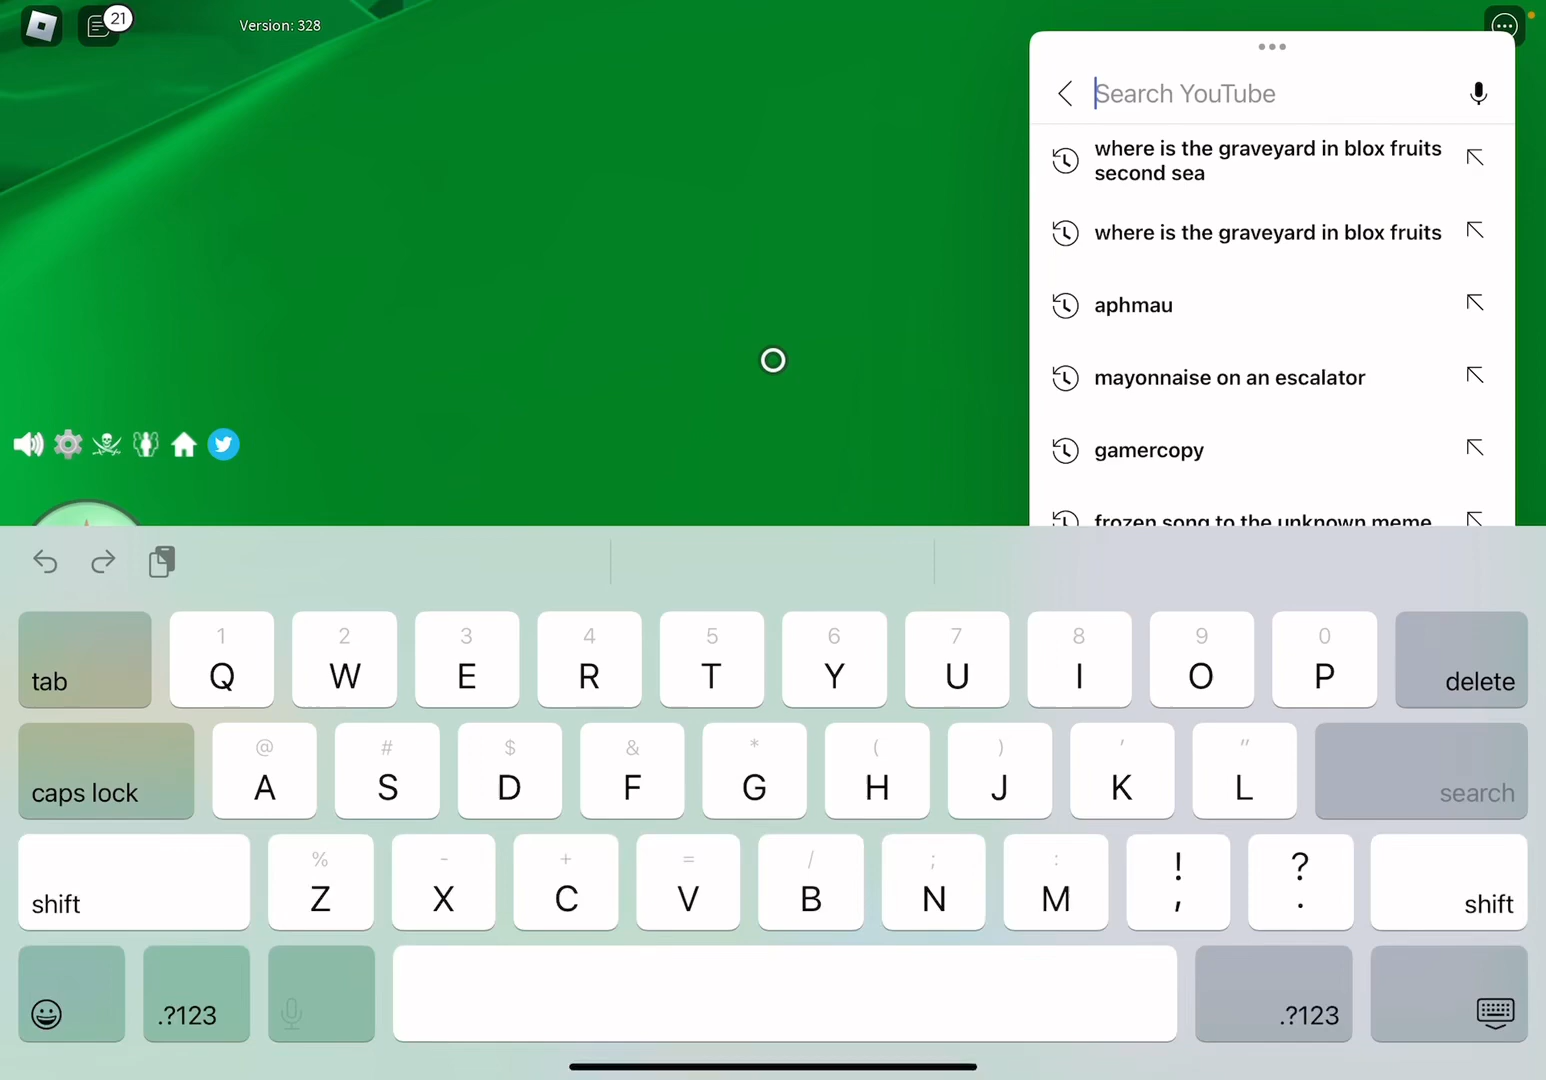 21
Version: 328
Search YouTube
where is the graveyard in blox fruits
second sea
where is the graveyard in blox fruits
aphmau
mayonnaise on an escalator
gamercopy
frozen song to the unknown meme
1 2 3 4 5 6 7 8 9 0
tab Q W E R T Y U I O P delete
@ # $ & * ( ) ' "
caps lock A S D F G H J K L search
% - + = / ; : ! ?
shift Z X C V B N M , . shift
.?123 .?123